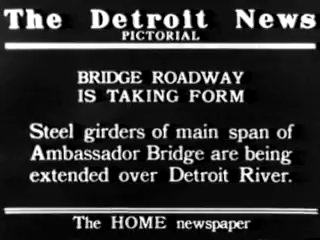 The Detroit News
PICTORIAL
BRIDGE ROADWAY
IS TAKING FORM
Steel girders of main span of
Ambassador Bridge are being
extended over Detroit River.
The HOME newspaper